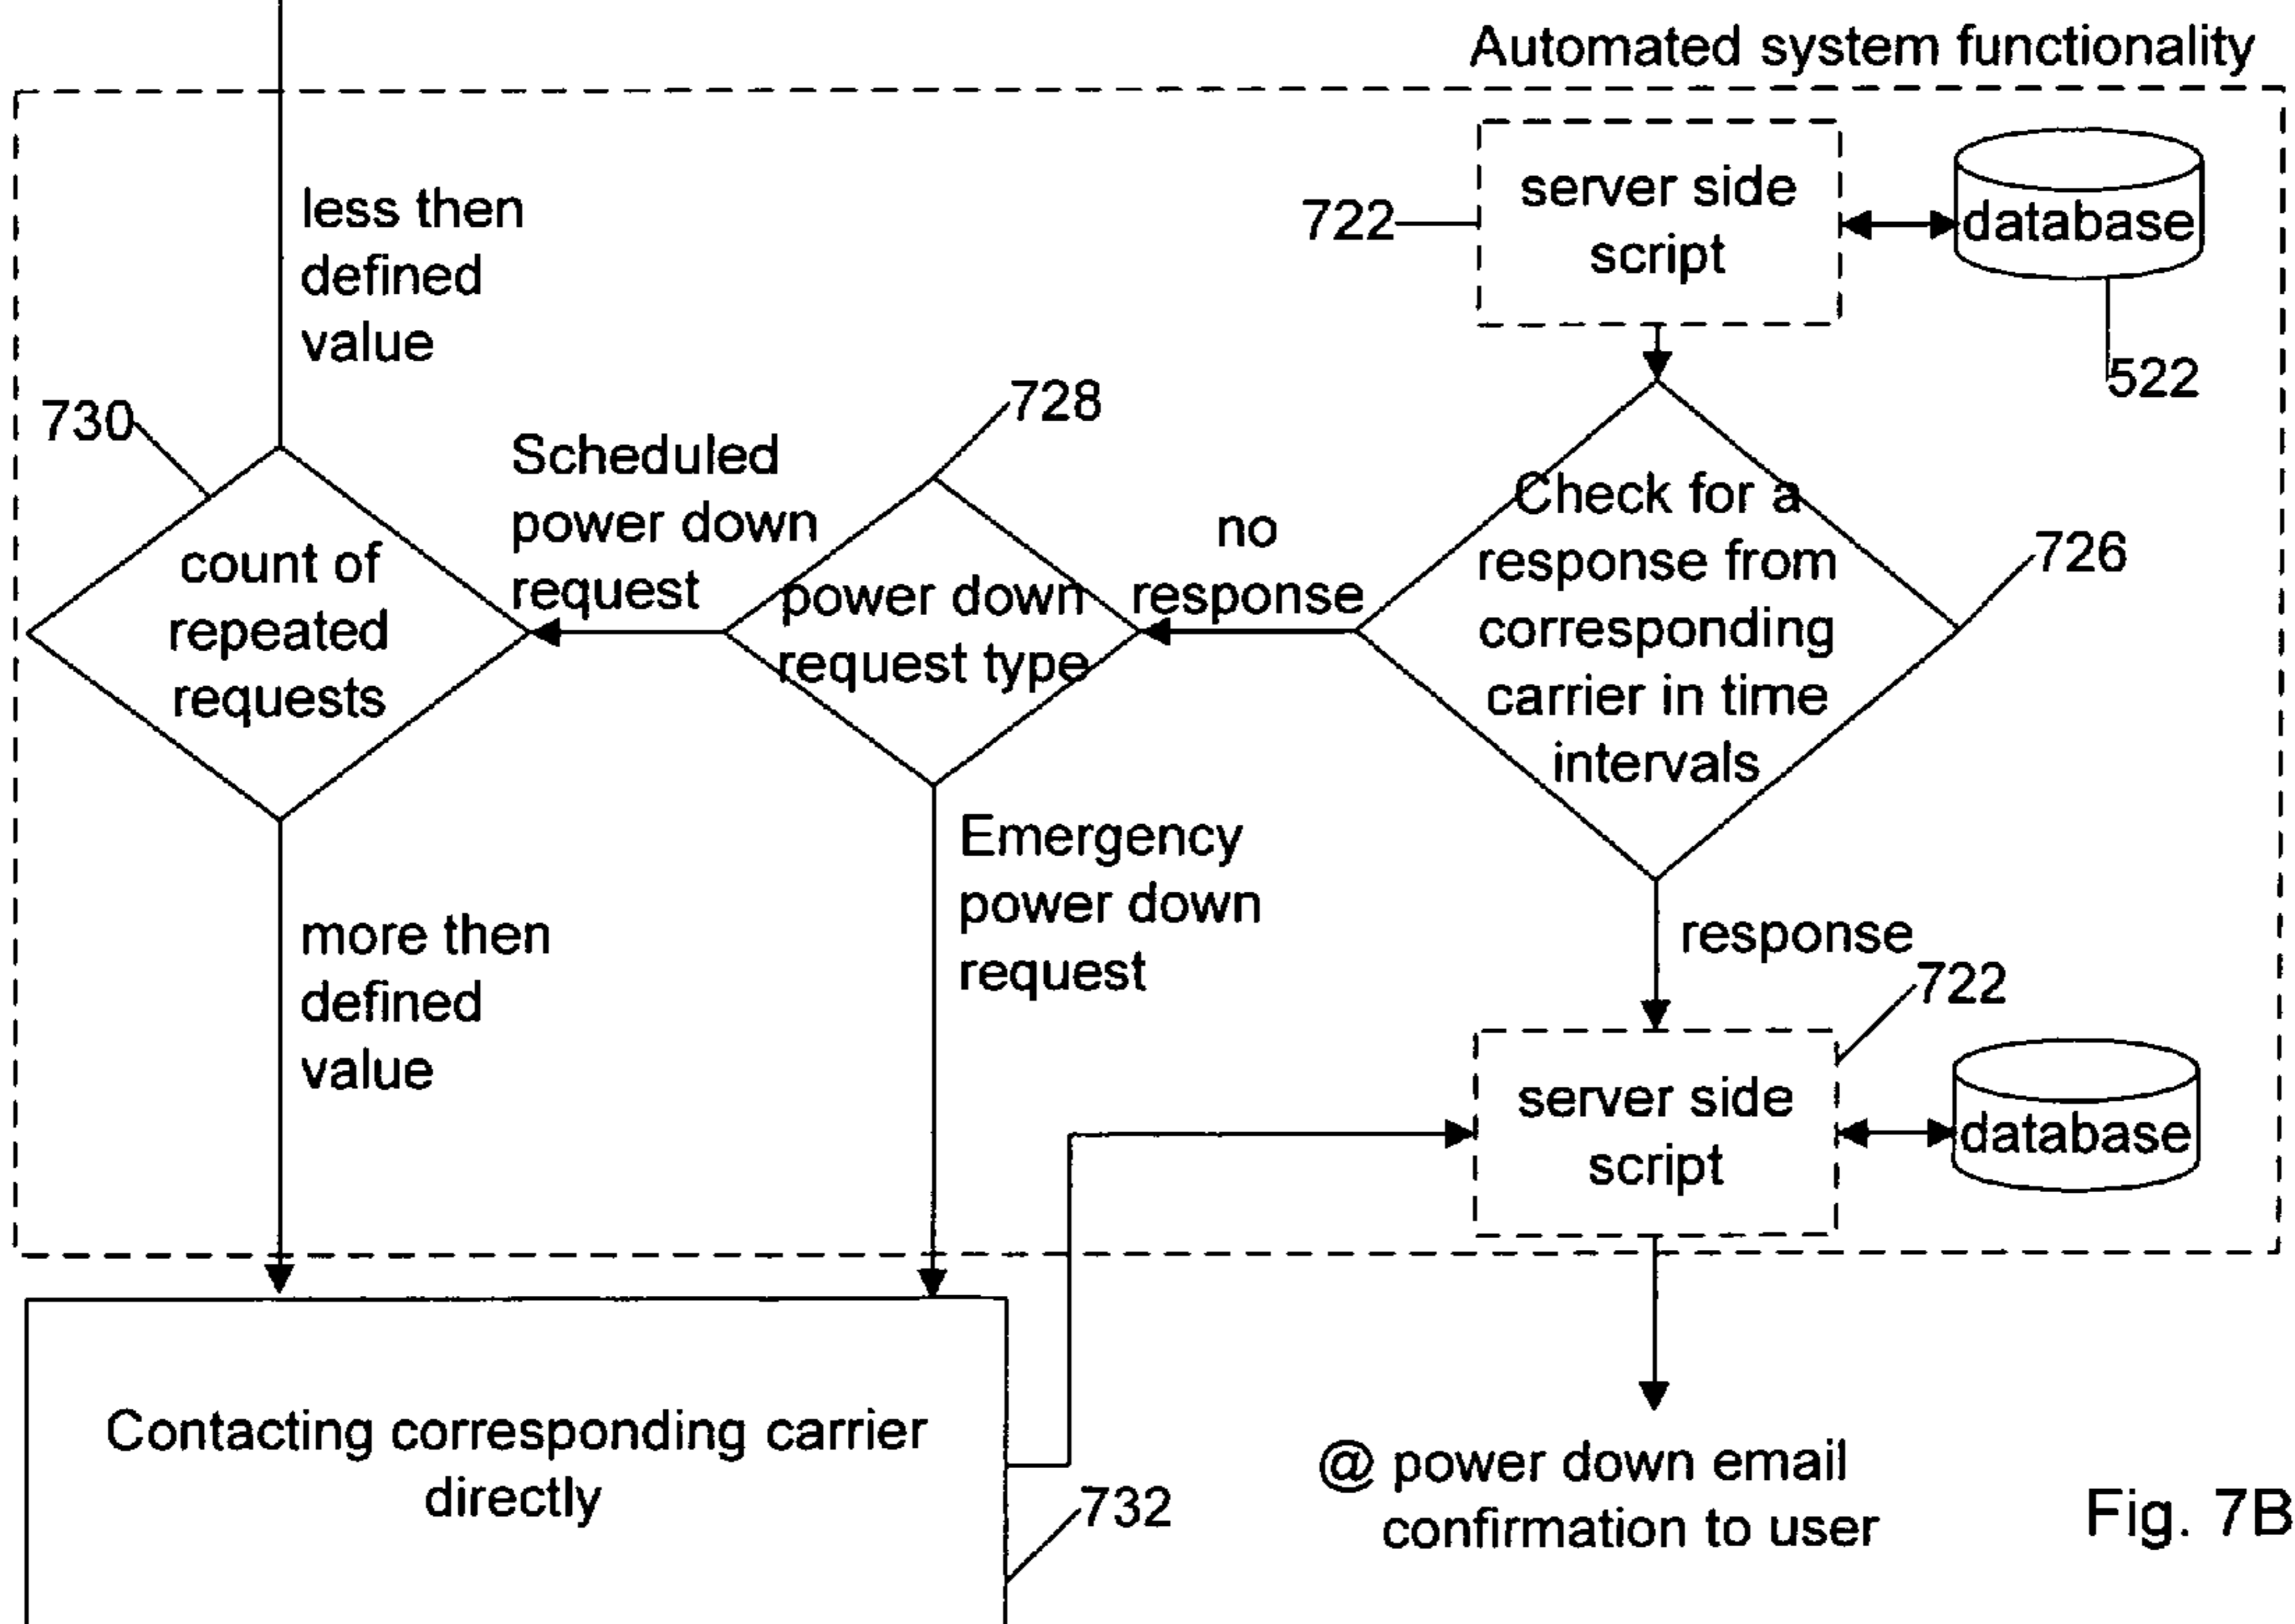 Automated system functionality
less then
defined
value
722
server side
script
database
522
730
728
Scheduled
power down
request
no
response
Check for a
response from
corresponding
carrier in time
intervals
726
count of
repeated
requests
power down
request type
more then
defined
value
Emergency
power down
request
response
722
server side
script
database
Contacting corresponding carrier
directly
732
@ power down email
confirmation to user
Fig. 7B